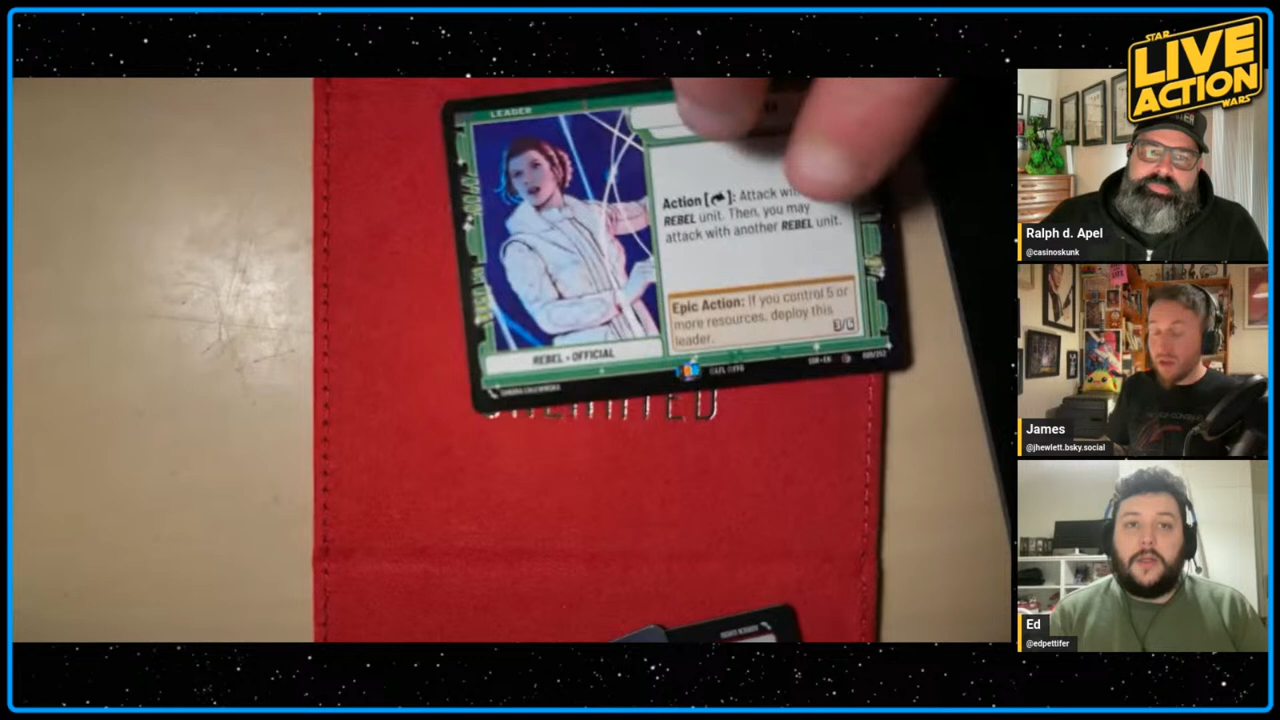 STAR
LIVE
ACTION
WARS
LEADER
Action [ ]: Attack
REBEL unit. Then, you may
attack with another REBEL unit.
Epic Action: If you control 5 or
more resources, deploy this
leader.
REBEL • OFFICIAL
UNLIMITED
Ralph d. Apel
@casinoskunk
James
@jhewlett.bsky.social
Ed
@edpettifer